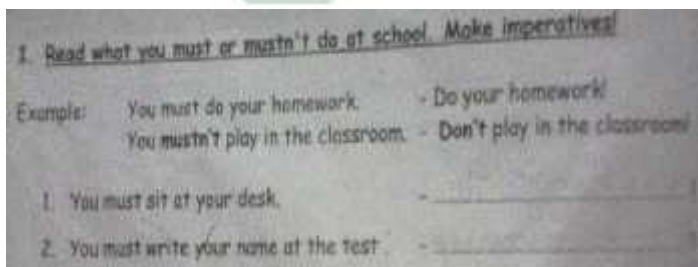 1. Read what you must or mustn't do at school. Make imperatives!
Example: You must do your homework. - Do your homework!
You mustn't play in the classroom. - Don't play in the classroom!
1. You must sit at your desk. -
2. You must write your name at the test. -